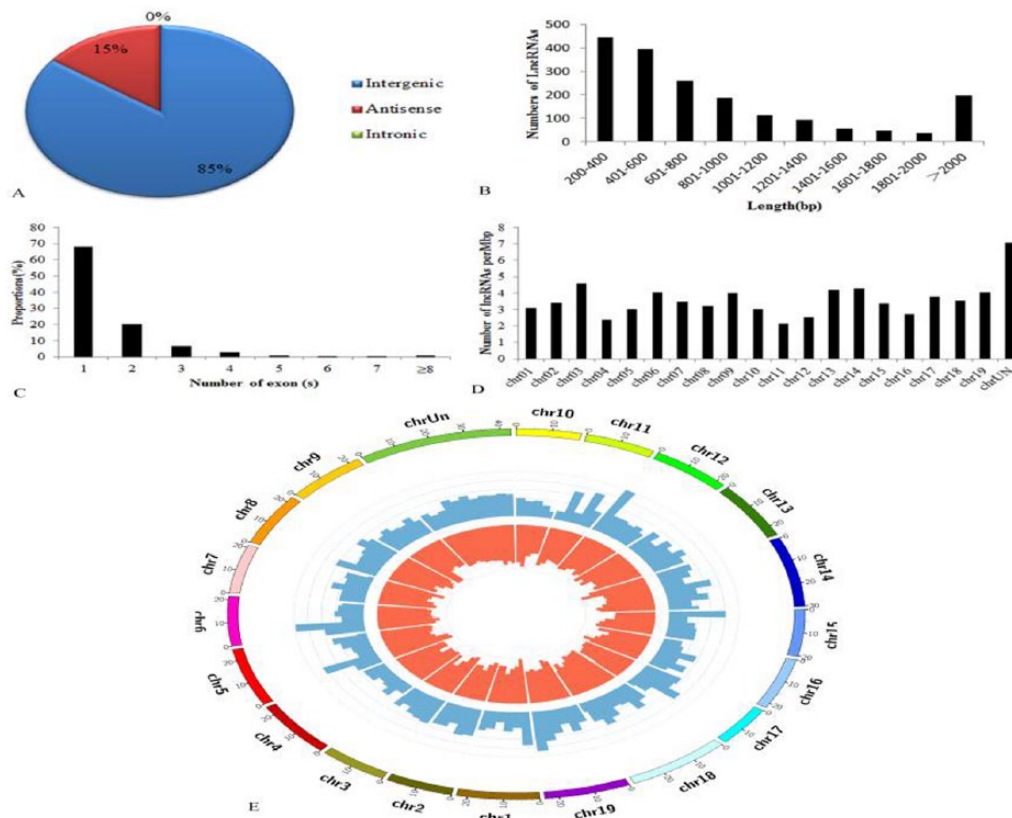 0%
15%
85%
Intergenic
Antisense
Intronic
A
Numbers of LncRNAs
500
400
300
200
100
0
200-400
401-600
601-800
801-1000
1001-1200
1201-1400
1401-1600
1601-1800
1801-2000
>2000
Length(bp)
B
Proportions(%)
80
70
60
50
40
30
20
10
0
1 2 3 4 5 6 7 ≥8
Number of exon (s)
C
Number of lncRNAs perMbp
8
7
6
5
4
3
2
1
0
chr01
chr02
chr03
chr04
chr05
chr06
chr07
chr08
chr09
chr10
chr11
chr12
chr13
chr14
chr15
chr16
chr17
chr18
chr19
chrUN
D
chrUn
chr10
chr11
chr12
chr13
chr14
chr15
chr16
chr17
chr18
chr19
chr1
chr2
chr3
chr4
chr5
chr6
chr7
chr8
chr9
E